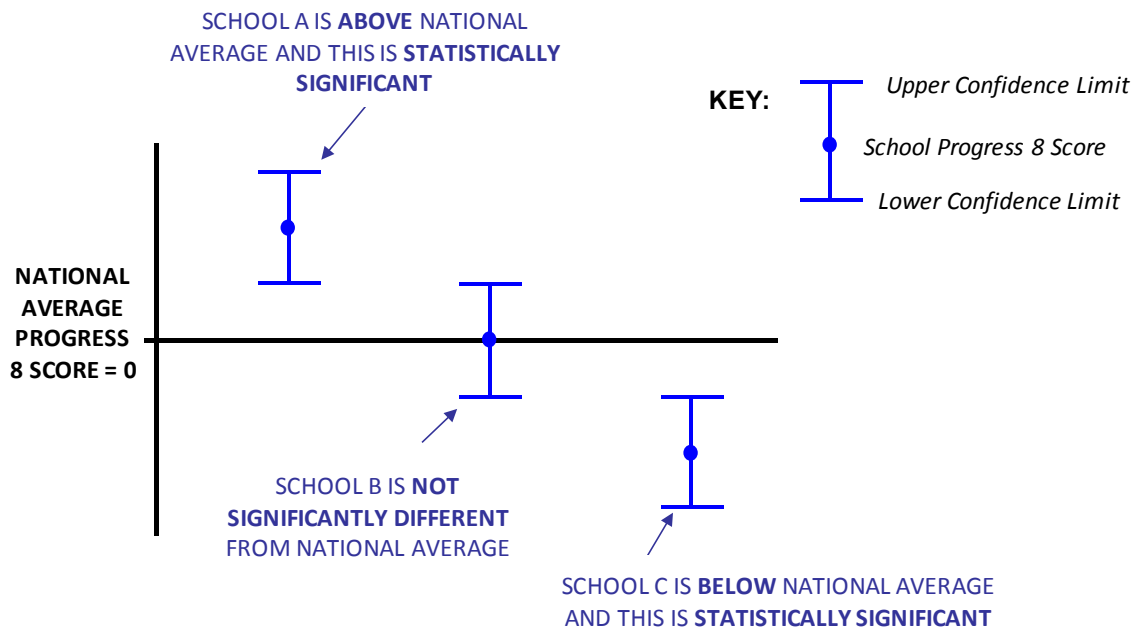 SCHOOL A IS ABOVE NATIONAL
AVERAGE AND THIS IS STATISTICALLY
SIGNIFICANT
KEY:
Upper Confidence Limit
School Progress 8 Score
Lower Confidence Limit
NATIONAL
AVERAGE
PROGRESS
8 SCORE = 0
SCHOOL B IS NOT
SIGNIFICANTLY DIFFERENT
FROM NATIONAL AVERAGE
SCHOOL C IS BELOW NATIONAL AVERAGE
AND THIS IS STATISTICALLY SIGNIFICANT